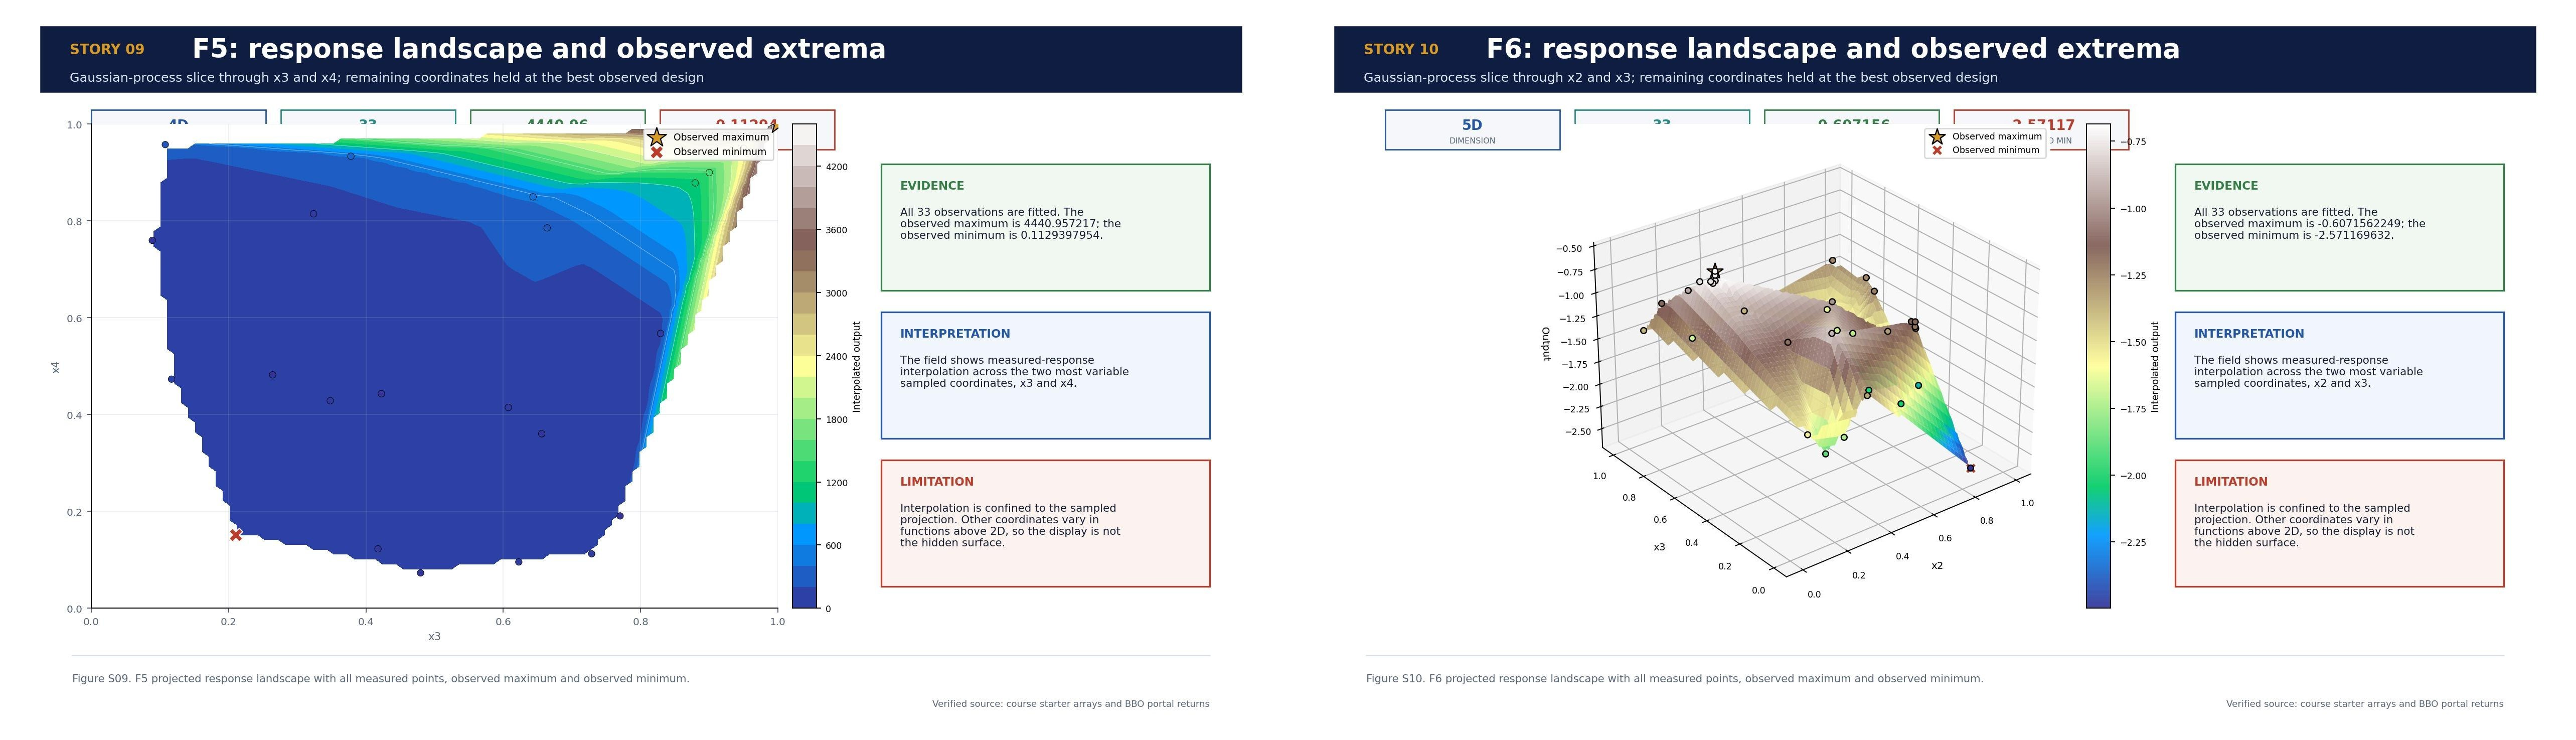 STORY 09
F5: response landscape and observed extrema
Gaussian-process slice through x3 and x4; remaining coordinates held at the best observed design
4D
33
4440.96
0.11294
Observed maximum
Observed minimum
1.0
0.8
0.6
0.4
0.2
0.0
x4
0.0
0.2
0.4
0.6
0.8
1.0
x3
4200
3600
3000
2400
1800
1200
600
0
Interpolated output
EVIDENCE
All 33 observations are fitted. The
observed maximum is 4440.957217; the
observed minimum is 0.1129397954.
INTERPRETATION
The field shows measured-response
interpolation across the two most variable
sampled coordinates, x3 and x4.
LIMITATION
Interpolation is confined to the sampled
projection. Other coordinates vary in
functions above 2D, so the display is not
the hidden surface.
Figure S09. F5 projected response landscape with all measured points, observed maximum and observed minimum.
Verified source: course starter arrays and BBO portal returns
STORY 10
F6: response landscape and observed extrema
Gaussian-process slice through x2 and x3; remaining coordinates held at the best observed design
5D
DIMENSION
33
MIN
Observed maximum
Observed minimum
−0.50
−0.75
−1.00
−1.25
−1.50
−1.75
−2.00
−2.25
−2.50
Output
1.0
0.8
0.6
0.4
0.2
0.0
x3
0.0
0.2
0.4
0.6
0.8
1.0
x2
−0.75
−1.00
−1.25
−1.50
−1.75
−2.00
−2.25
Interpolated output
EVIDENCE
All 33 observations are fitted. The
observed maximum is -0.6071562249; the
observed minimum is -2.571169632.
INTERPRETATION
The field shows measured-response
interpolation across the two most variable
sampled coordinates, x2 and x3.
LIMITATION
Interpolation is confined to the sampled
projection. Other coordinates vary in
functions above 2D, so the display is not
the hidden surface.
Figure S10. F6 projected response landscape with all measured points, observed maximum and observed minimum.
Verified source: course starter arrays and BBO portal returns